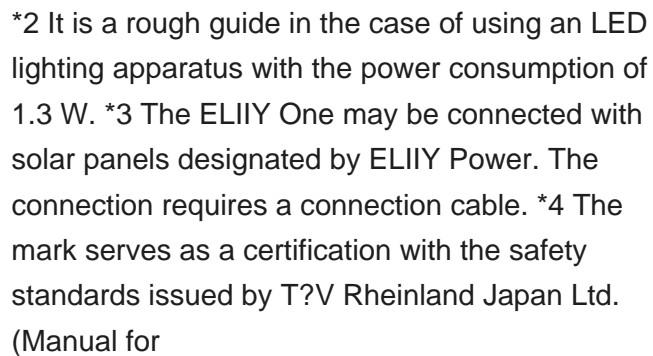 *2 It is a rough guide in the case of using an LED
lighting apparatus with the power consumption of
1.3 W. *3 The ELIIY One may be connected with
solar panels designated by ELIIY Power. The
connection requires a connection cable. *4 The
mark serves as a certification with the safety
standards issued by T?V Rheinland Japan Ltd.
(Manual for